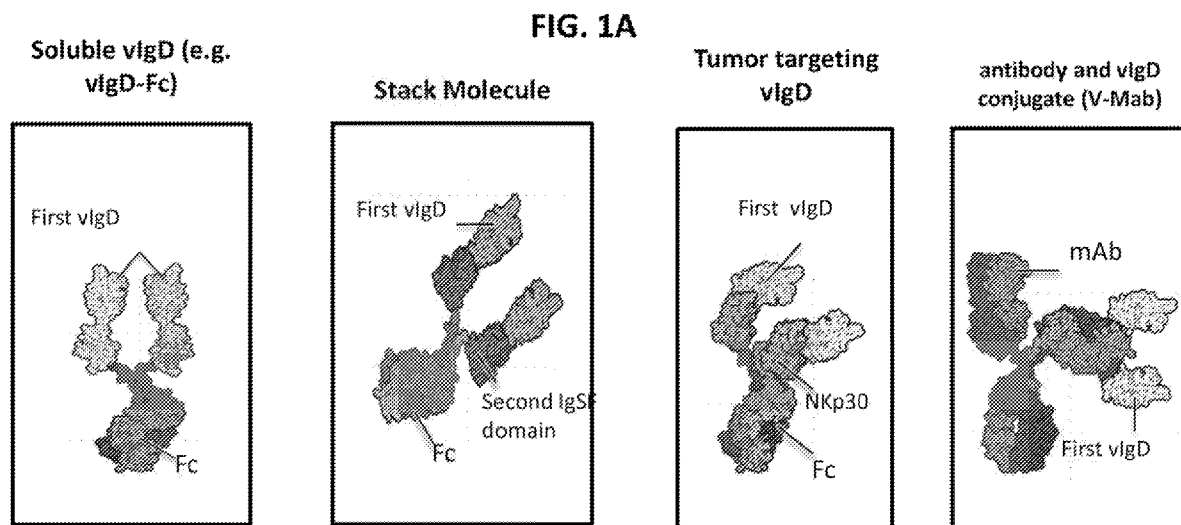 FIG. 1A
Soluble vIgD (e.g.
vIgD-Fc)
Stack Molecule
Tumor targeting
vIgD
antibody and vIgD
conjugate (V-Mab)
First vIgD
Fc
First vIgD
Second IgSF
domain
Fc
First vIgD
NKp30
Fc
mAb
First vIgD